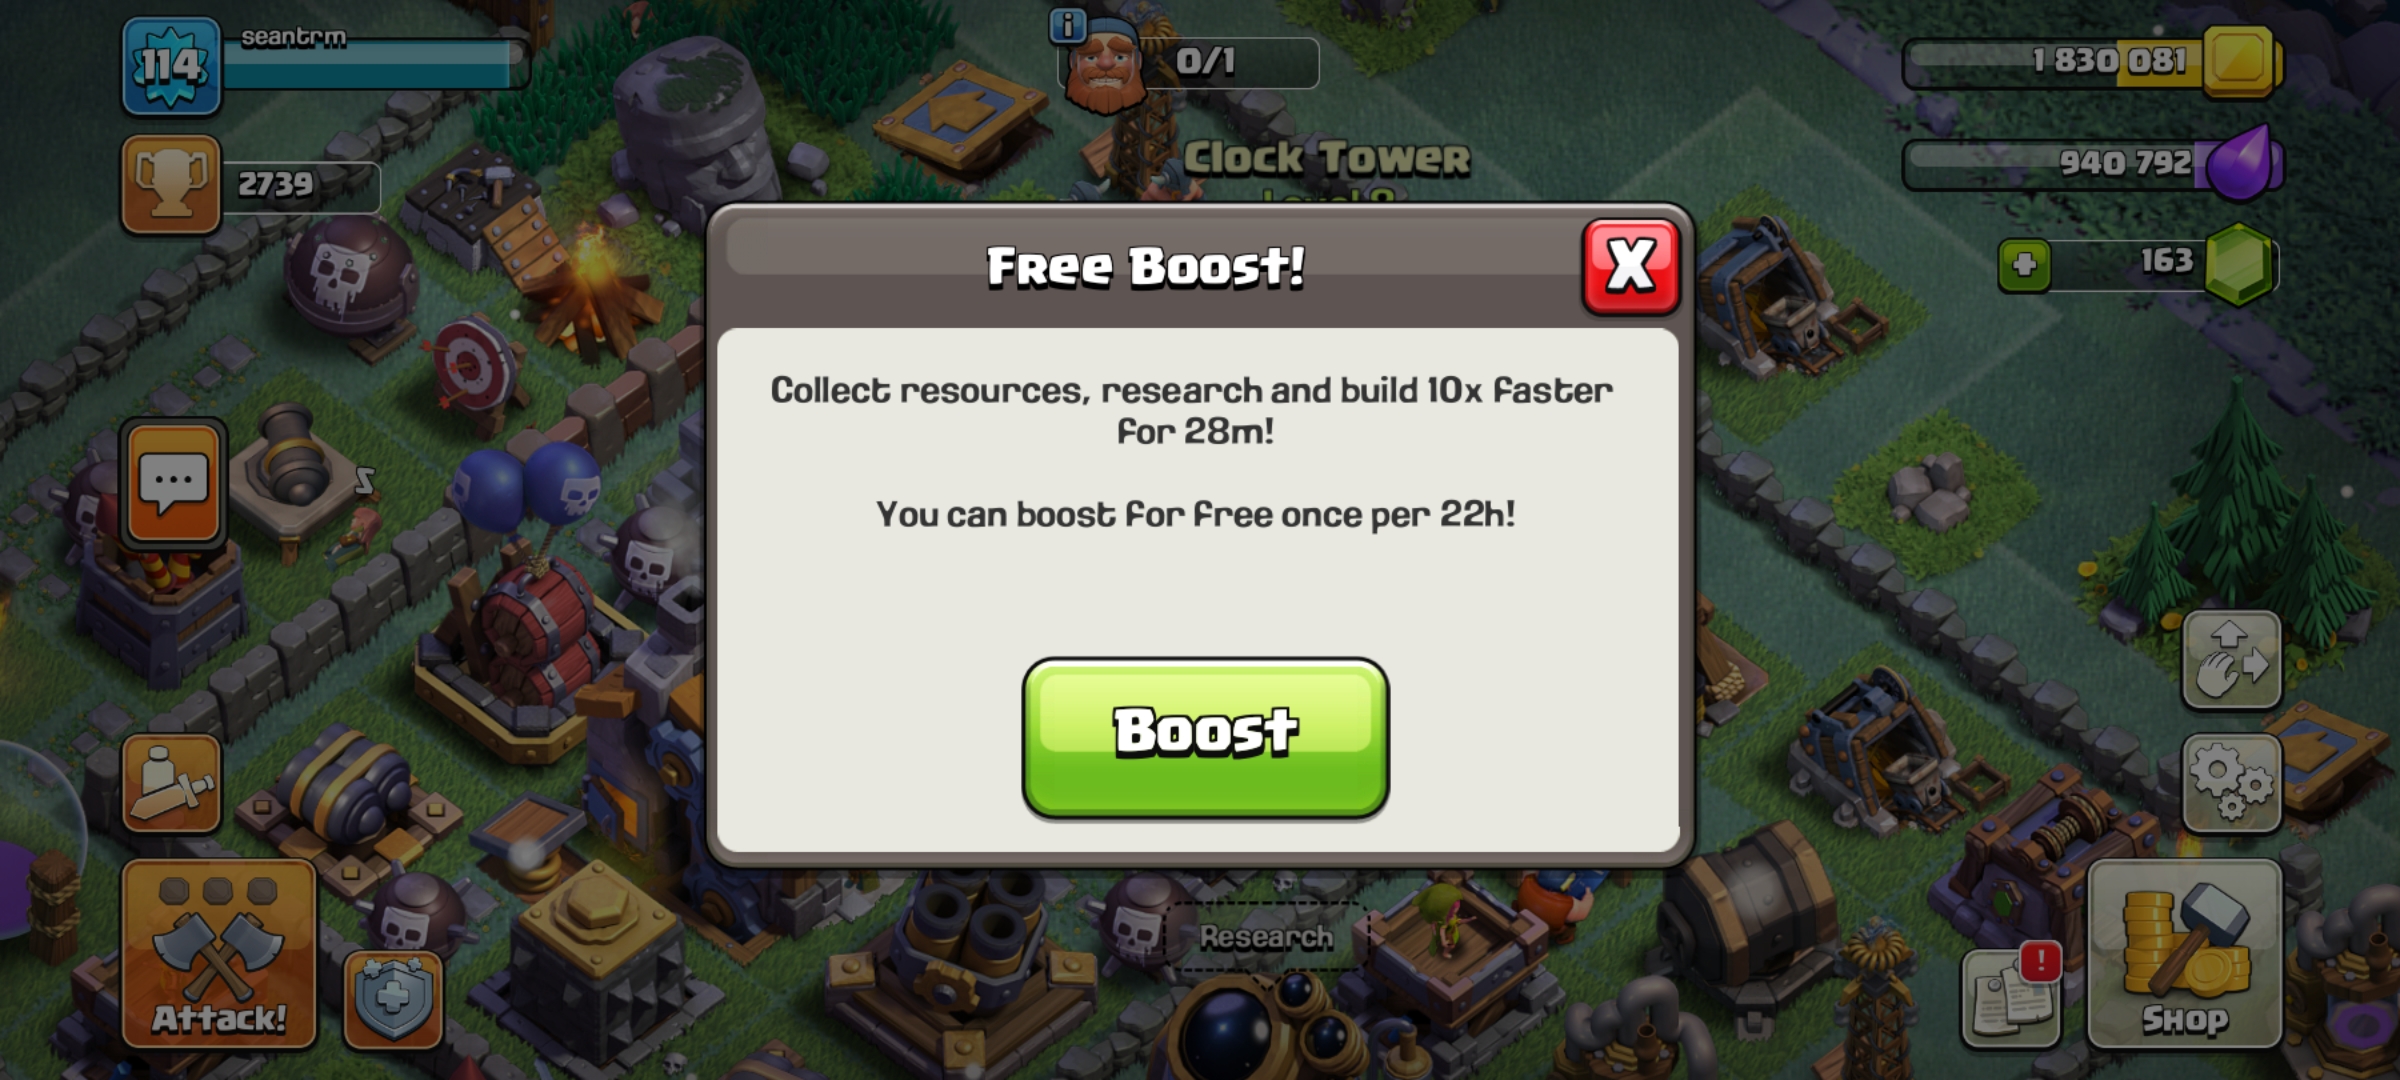 114
seantrm
0/1
1 830 081
2739
940 792
163
Clock Tower
Free Boost!
X
Collect resources, research and build 10x faster
for 28m!
You can boost for free once per 22h!
Boost
Research
Attack!
!
Shop